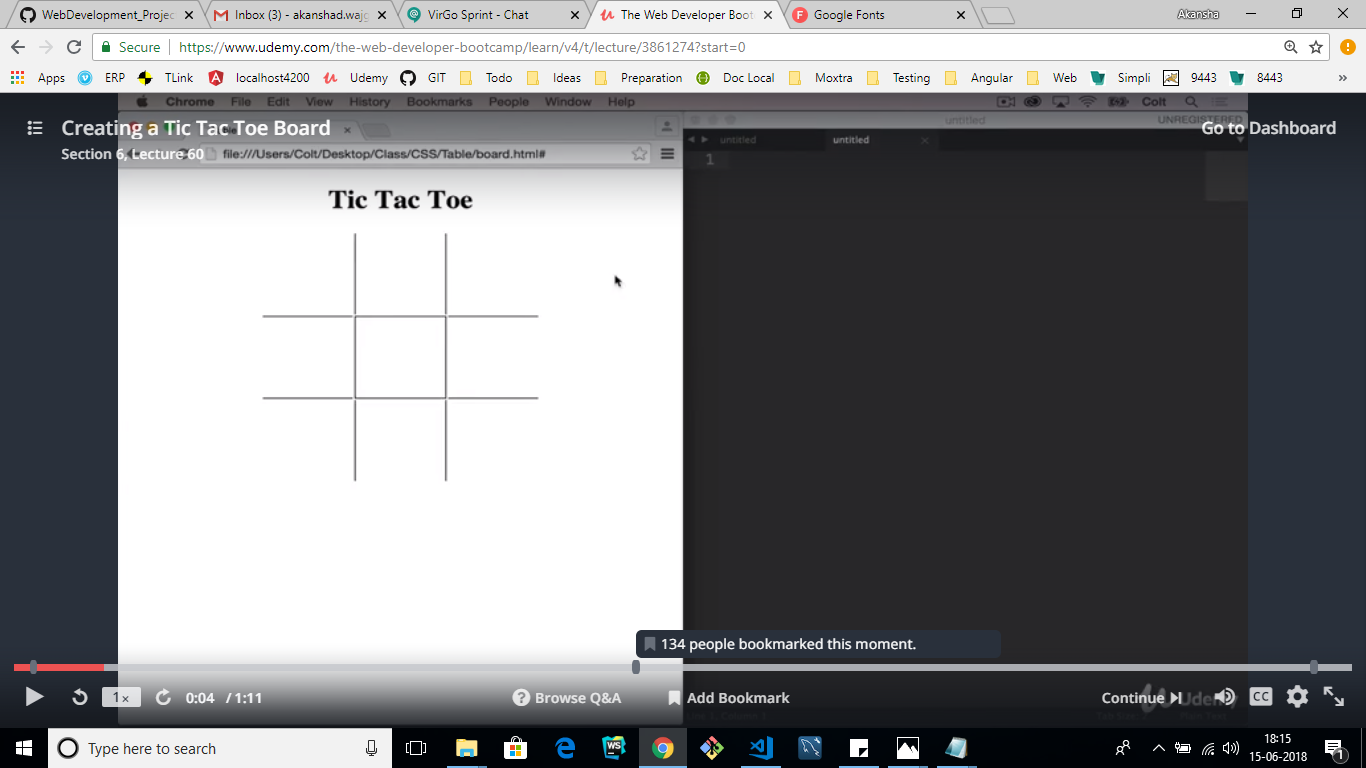 WebDevelopment_Projec
Inbox (3) - akanshad.wajg
VirGo Sprint - Chat
The Web Developer Boot
Google Fonts
Akansha
Secure
https://www.udemy.com/the-web-developer-bootcamp/learn/v4/t/lecture/3861274?start=0
Apps ERP TLink localhost4200 Udemy GIT Todo Ideas Preparation Doc Local Moxtra Testing Angular Web Simpli 9443 8443 »
Chrome File Edit View History Bookmarks People Window Help Colt
Creating a Tic Tac Toe Board
Go to Dashboard
untitled UNREGISTERED
untitled untitled
Section 6, Lecture 60
file:///Users/Colt/Desktop/Class/CSS/Table/board.html#
1
Tic Tac Toe
134 people bookmarked this moment.
1x 0:04 / 1:11 Browse Q&A Add Bookmark Continue Udemy CC
Type here to search
WS
18:15
15-06-2018
1